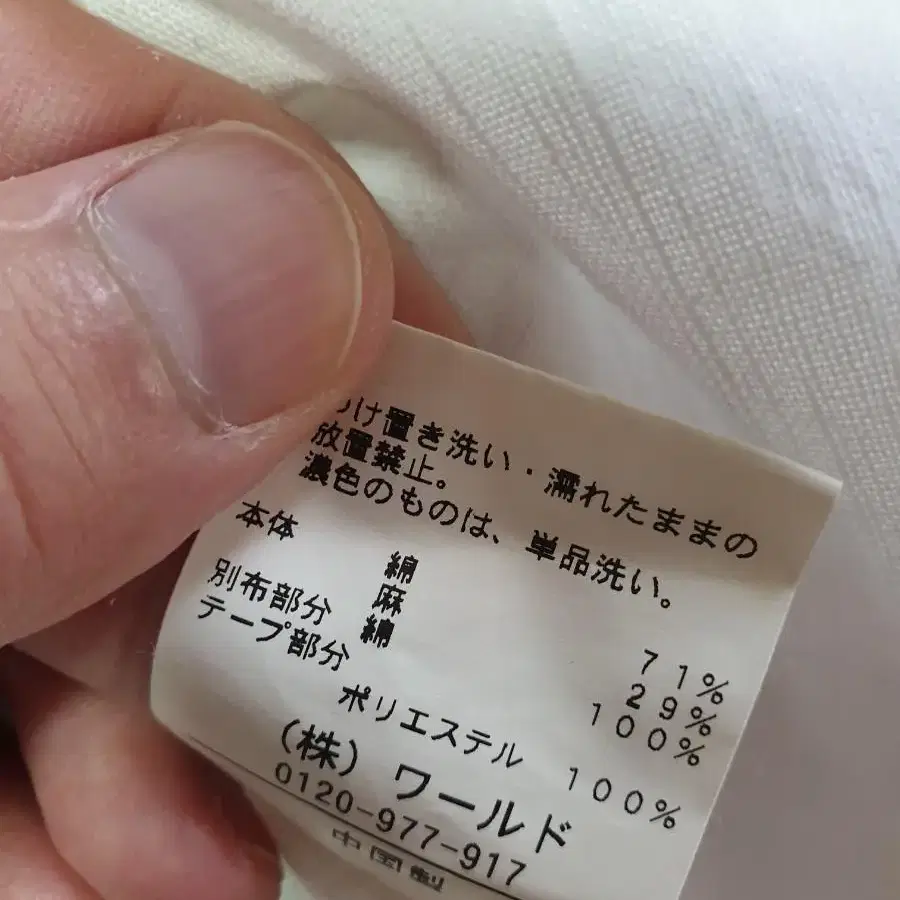 け置き洗い・濡れたままの
放置禁止。
濃色のものは、単品洗い。
本体 綿 71%
麻 29%
別布部分 綿 100%
テープ部分
ポリエステル 100%
(株)ワールド
0120-977-917
中国製